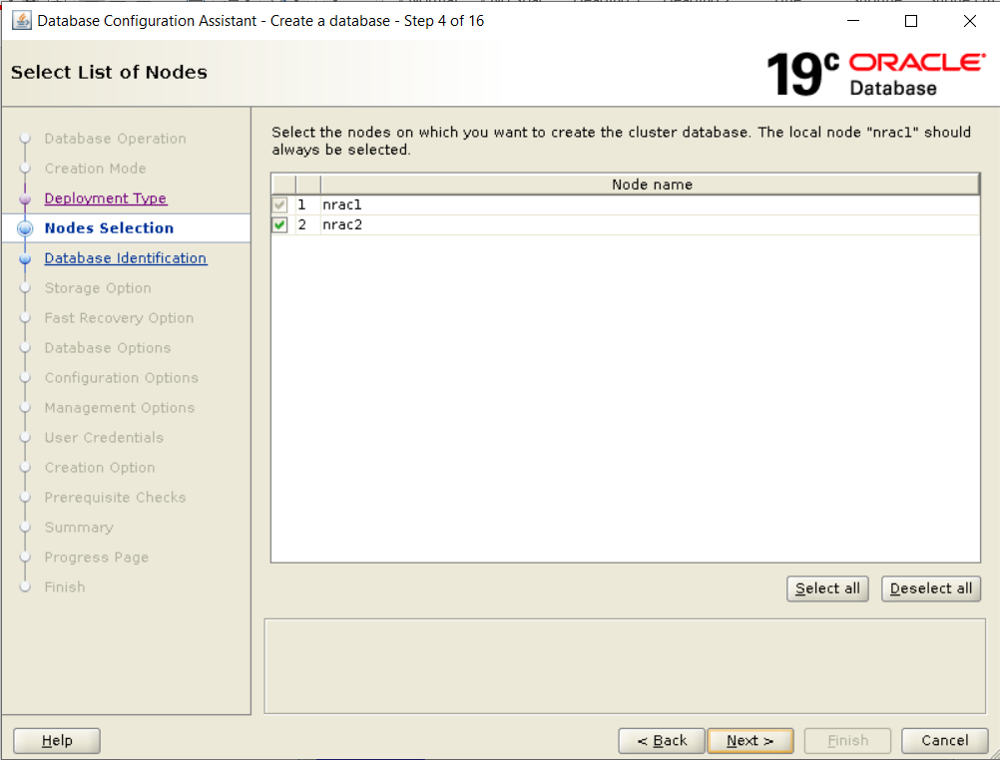 Database Configuration Assistant - Create a database - Step 4 of 16
Select List of Nodes
19c ORACLE
Database
Database Operation
Creation Mode
Deployment Type
Nodes Selection
Database Identification
Storage Option
Fast Recovery Option
Database Options
Configuration Options
Management Options
User Credentials
Creation Option
Prerequisite Checks
Summary
Progress Page
Finish
Select the nodes on which you want to create the cluster database. The local node "nrac1" should
always be selected.
Node name
1 nrac1
2 nrac2
Select all Deselect all
Help < Back Next > Finish Cancel